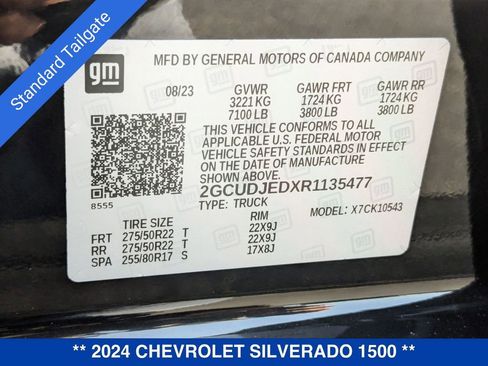 Standard Tailgate
gm
MFD BY GENERAL MOTORS OF CANADA COMPANY
08/23 GVWR GAWR FRT GAWR RR
3221 KG 1724 KG 1724 KG
7100 LB 3800 LB 3800 LB
THIS VEHICLE CONFORMS TO ALL
APPLICABLE U.S. FEDERAL MOTOR
VEHICLE SAFETY STANDARDS IN EFFECT
ON THE DATE OF MANUFACTURE
SHOWN ABOVE.
2GCUDJEDXR1135477
8555
TYPE: TRUCK MODEL: X7CK10543
TIRE SIZE RIM
FRT 275/50R22 T 22X9J
RR 275/50R22 T 22X9J
SPA 255/80R17 S 17X8J
** 2024 CHEVROLET SILVERADO 1500 **